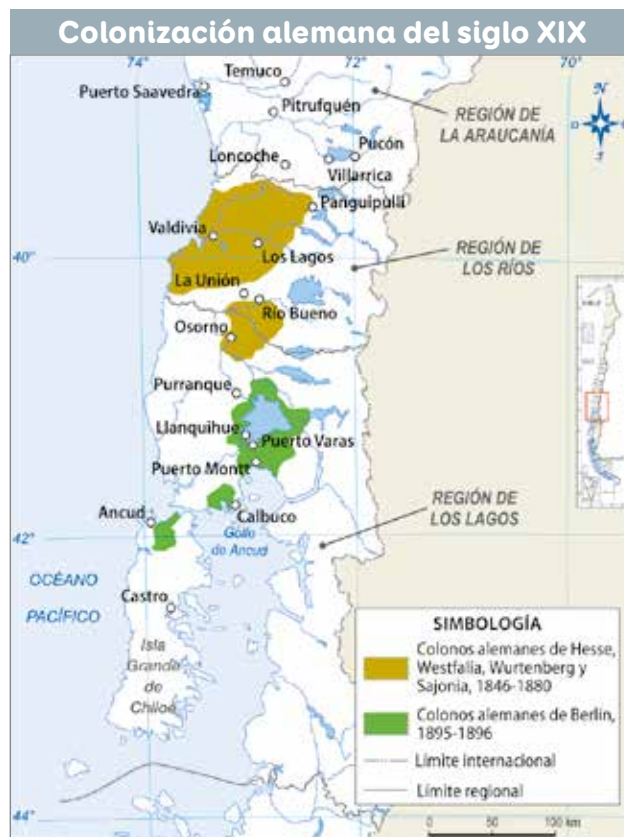 Colonización alemana del siglo XIX
74°
72°
70°
Temuco
Puerto Saavedra
Pitrufquén
REGIÓN DE
LA ARAUCANÍA
N
Pucón
Loncoche
Villarrica
Panguipulli
Valdivia
40°
Los Lagos
REGIÓN DE
LOS RÍOS
La Unión
Río Bueno
Osorno
Purranque
Llanquihue
Puerto Varas
Puerto Montt
REGIÓN DE
LOS LAGOS
Ancud
Calbuco
42°
Golfo
de Ancud
OCÉANO
PACÍFICO
Castro
Isla
Grande
de
Chiloé
SIMBOLOGÍA
Colonos alemanes de Hesse,
Westfalia, Wurtenberg y
Sajonia, 1846-1880
Colonos alemanes de Berlin,
1895-1896
Límite internacional
Límite regional
44°
0 50 100 km